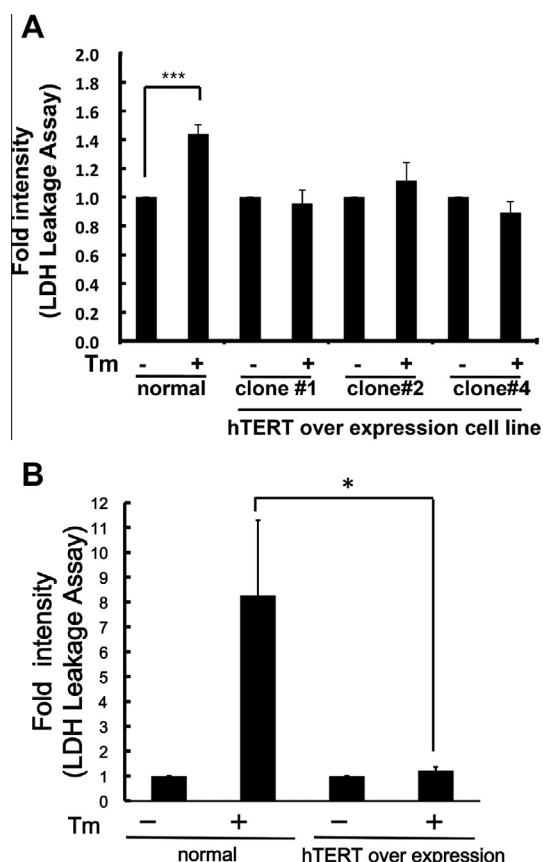 A
Fold intensity
(LDH Leakage Assay)
2.0
1.8
1.6
1.4
1.2
1.0
0.8
0.6
0.4
0.2
0.0
***
Tm - + - + - + - +
normal clone #1 clone#2 clone#4
hTERT over expression cell line
B
Fold intensity
(LDH Leakage Assay)
12
11
10
9
8
7
6
5
4
3
2
1
0
*
Tm − + − +
normal hTERT over expression